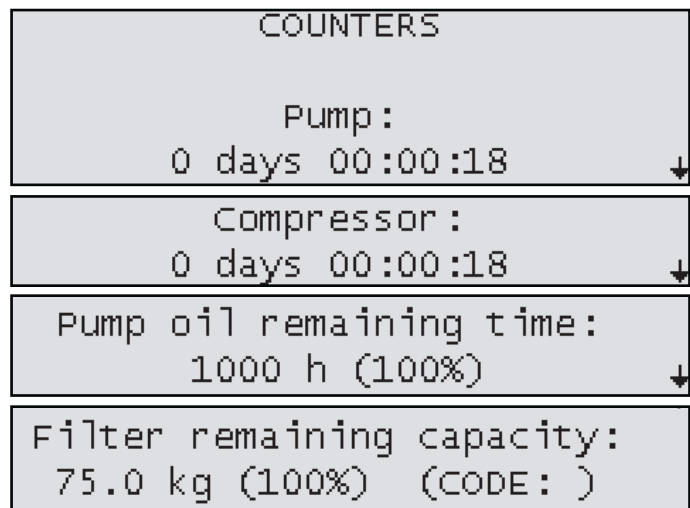 COUNTERS
Pump:
0 days 00:00:18
Compressor:
0 days 00:00:18
Pump oil remaining time:
1000 h (100%)
Filter remaining capacity:
75.0 kg (100%) (CODE: )